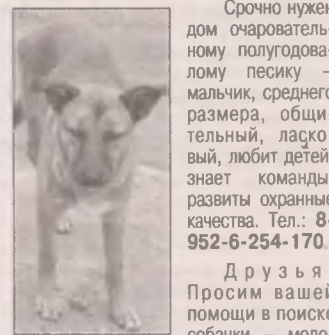 Срочно нужен
дом очарователь-
ному полугодова-
лому песику –
мальчик, среднего
размера, общи-
тельный, ласко-
вый, любит детей,
знает команды,
развиты охранные
качества. Тел.: 8-
952-6-254-170.
Друзья!
Просим вашей
помощи в поиске